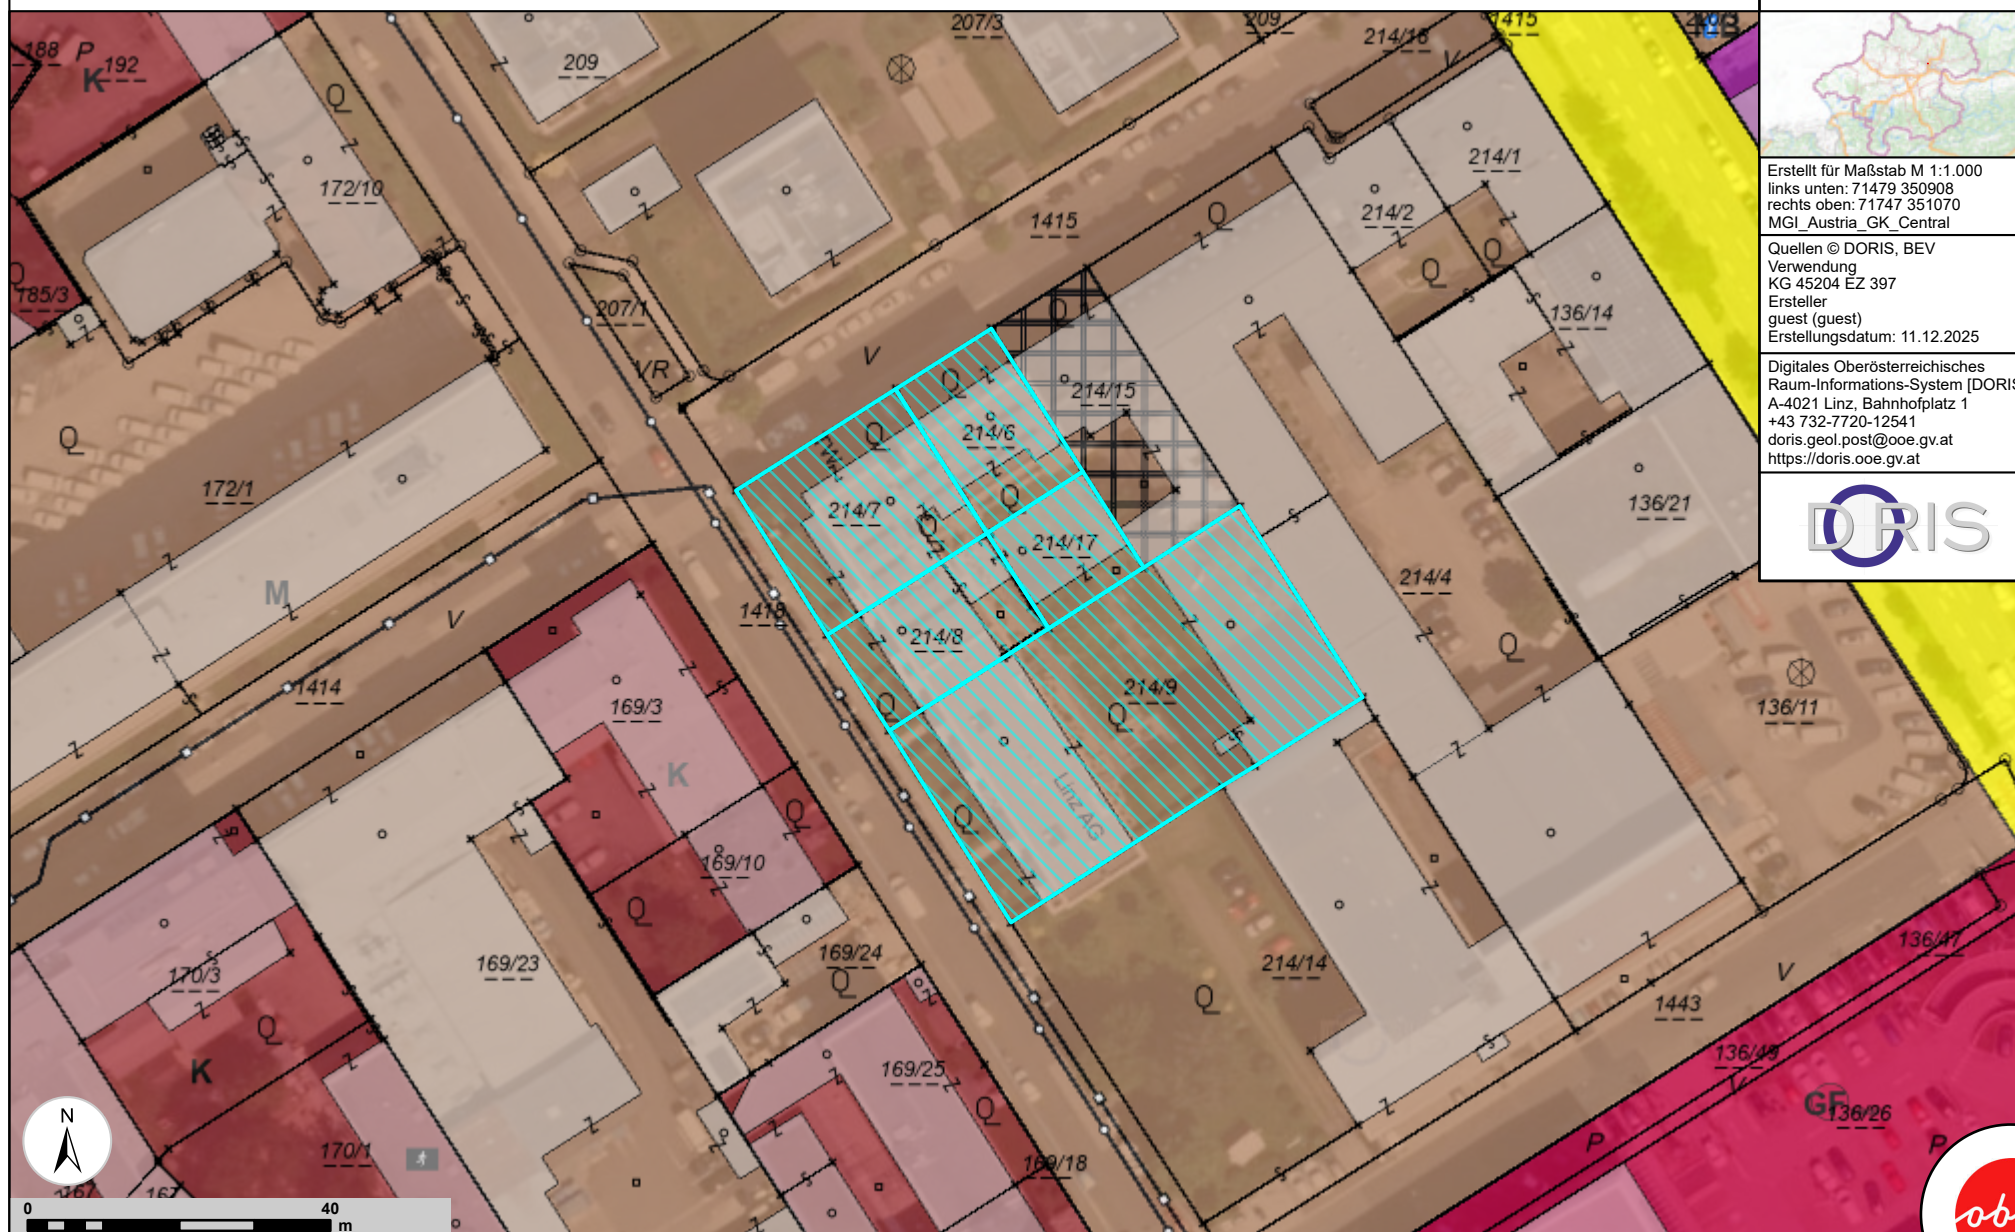 188
P
192
K
Q
209
207/3
209
214/16
1415
V
172/10
214/1
214/2
1415
Q
Q
Q
Q
185/3
207/1
Q
136/14
VR
V
Q
214/15
Q
Q
214/6
172/1
214/7
Q
Q
214/17
136/21
M
V
1418
214/8
214/4
Q
1414
Q
214/9
Q
169/3
136/11
K
Linz AG
Q
Q
169/10
Q
170/3
169/23
169/24
Q
214/14
Q
136/47
V
1443
Q
K
169/25
Q
136/49
V
GF
136/26
P
P
170/1
169/18
167
167
N
0
40
m
Erstellt für Maßstab M 1:1.000
links unten: 71479 350908
rechts oben: 71747 351070
MGI_Austria_GK_Central
Quellen © DORIS, BEV
Verwendung
KG 45204 EZ 397
Ersteller
guest (guest)
Erstellungsdatum: 11.12.2025
Digitales Oberösterreichisches
Raum-Informations-System [DORIS
A-4021 Linz, Bahnhofplatz 1
+43 732-7720-12541
doris.geol.post@ooe.gv.at
https://doris.ooe.gv.at
DORIS